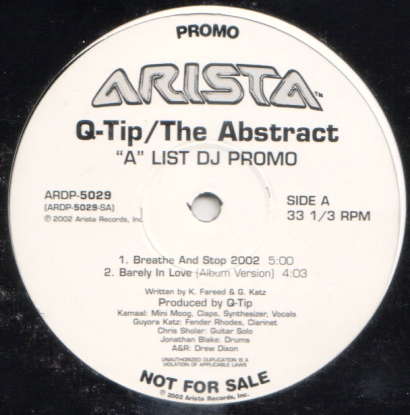 PROMO
ARISTA™
Q-Tip/The Abstract
"A" LIST DJ PROMO
ARDP-5029
(ARDP-5029-SA)
℗ 2002 Arista Records, Inc.
SIDE A
33 1/3 RPM
1. Breathe And Stop 2002 5:00
2. Barely In Love (Album Version) 4:03
Written by K. Fareed & G. Katz
Produced by Q-Tip
Kamaal: Mini Moog, Claps, Synthesizer, Vocals
Guyora Katz: Fender Rhodes, Clarinet
Chris Sholar: Guitar Solo
Jonathan Blake: Drums
A&R: Drew Dixon
UNAUTHORIZED DUPLICATION IS A
VIOLATION OF APPLICABLE LAWS
NOT FOR SALE
© 2002 Arista Records, Inc.